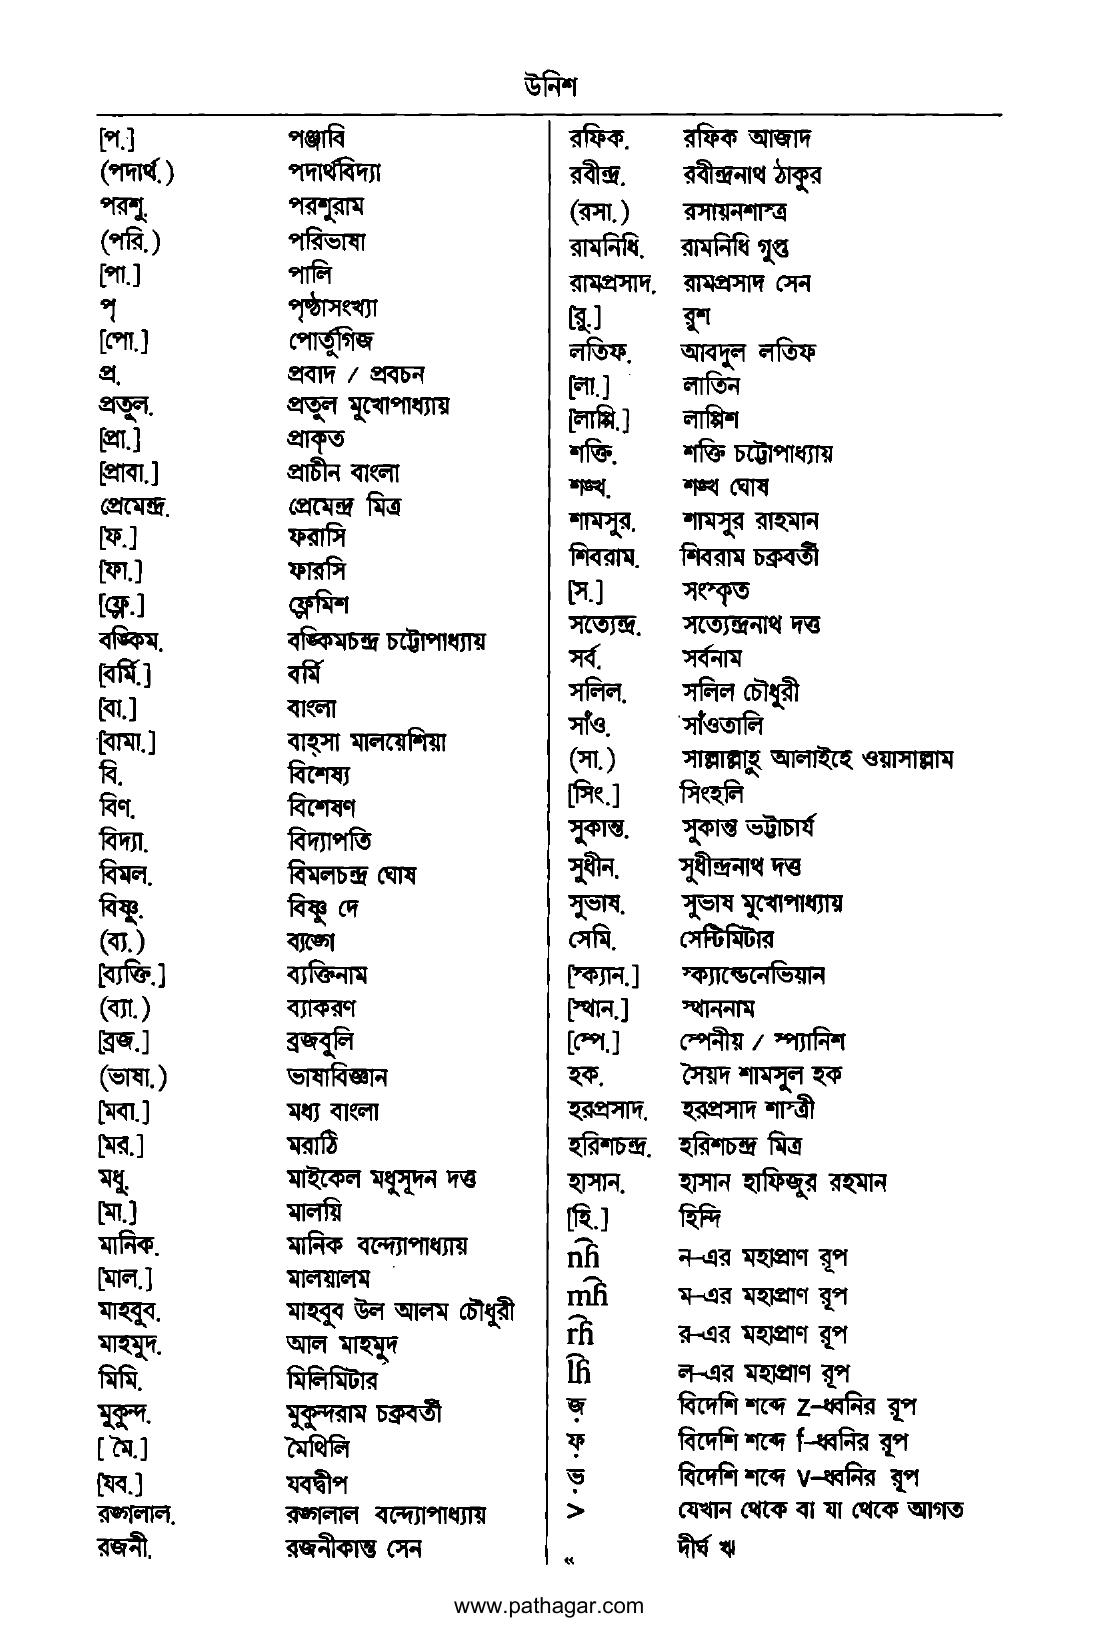 উনিশ
[প.] পঞ্জাবি
(পদার্থ.) পদার্থবিদ্যা
পরশু. পরশুরাম
(পরি.) পরিভাষা
[পা.] পালি
পৃ পৃষ্ঠাসংখ্যা
[পো.] পোর্তুগিজ
প্র. প্রবাদ / প্রবচন
প্রতুল. প্রতুল মুখোপাধ্যায়
[প্রা.] প্রাকৃত
[প্রাবা.] প্রাচীন বাংলা
প্রেমেন্দ্র. প্রেমেন্দ্র মিত্র
[ফ.] ফরাসি
[ফা.] ফারসি
[ফ্লে.] ফ্লেমিশ
বঙ্কিম. বঙ্কিমচন্দ্র চট্টোপাধ্যায়
[বর্মি.] বর্মি
[বা.] বাংলা
[বামা.] বাহ্সা মালয়েশিয়া
বি. বিশেষ্য
বিণ. বিশেষণ
বিদ্যা. বিদ্যাপতি
বিমল. বিমলচন্দ্র ঘোষ
বিষ্ণু. বিষ্ণু দে
(ব্য.) ব্যঙ্গে
[ব্যক্তি.] ব্যক্তিনাম
(ব্যা.) ব্যাকরণ
[ব্রজ.] ব্রজবুলি
(ভাষা.) ভাষাবিজ্ঞান
[মবা.] মধ্য বাংলা
[মর.] মরাঠি
মধু. মাইকেল মধুসূদন দত্ত
[মা.] মালয়ি
মানিক. মানিক বন্দ্যোপাধ্যায়
[মাল.] মালয়ালম
মাহবুব. মাহবুব উল আলম চৌধুরী
মাহমুদ. আল মাহমুদ
মিমি. মিলিমিটার
মুকুন্দ. মুকুন্দরাম চক্রবর্তী
[ মৈ.] মৈথিলি
[যব.] যবদ্বীপ
রঙ্গলাল. রঙ্গলাল বন্দ্যোপাধ্যায়
রজনী. রজনীকান্ত সেন
রফিক. রফিক আজাদ
রবীন্দ্র. রবীন্দ্রনাথ ঠাকুর
(রসা.) রসায়নশাস্ত্র
রামনিধি. রামনিধি গুপ্ত
রামপ্রসাদ. রামপ্রসাদ সেন
[রু.] রুশ
লতিফ. আবদুল লতিফ
[লা.] লাতিন
[লাপ্পি.] লাপ্পিশ
শক্তি. শক্তি চট্টোপাধ্যায়
শঙ্খ. শঙ্খ ঘোষ
শামসুর. শামসুর রাহমান
শিবরাম. শিবরাম চক্রবর্তী
[স.] সংস্কৃত
সত্যেন্দ্র. সত্যেন্দ্রনাথ দত্ত
সর্ব. সর্বনাম
সলিল. সলিল চৌধুরী
সাঁও. সাঁওতালি
(সা.) সাল্লাল্লাহু আলাইহে ওয়াসাল্লাম
[সিং.] সিংহলি
সুকান্ত. সুকান্ত ভট্টাচার্য
সুধীন. সুধীন্দ্রনাথ দত্ত
সুভাষ. সুভাষ মুখোপাধ্যায়
সেমি. সেন্টিমিটার
[স্ক্যান.] স্ক্যান্ডেনেভিয়ান
[স্থান.] স্থাননাম
[স্পে.] স্পেনীয় / স্প্যানিশ
হক. সৈয়দ শামসুল হক
হরপ্রসাদ. হরপ্রসাদ শাস্ত্রী
হরিশচন্দ্র. হরিশচন্দ্র মিত্র
হাসান. হাসান হাফিজুর রহমান
[হি.] হিন্দি
n͡h ন-এর মহাপ্রাণ রূপ
m͡h ম-এর মহাপ্রাণ রূপ
r͡h র-এর মহাপ্রাণ রূপ
l͡h ল-এর মহাপ্রাণ রূপ
জ় বিদেশি শব্দে z-ধ্বনির রূপ
ফ় বিদেশি শব্দে f-ধ্বনির রূপ
ভ় বিদেশি শব্দে v-ধ্বনির রূপ
> যেখান থেকে বা যা থেকে আগত
“ দীর্ঘ ঋ
www.pathagar.com